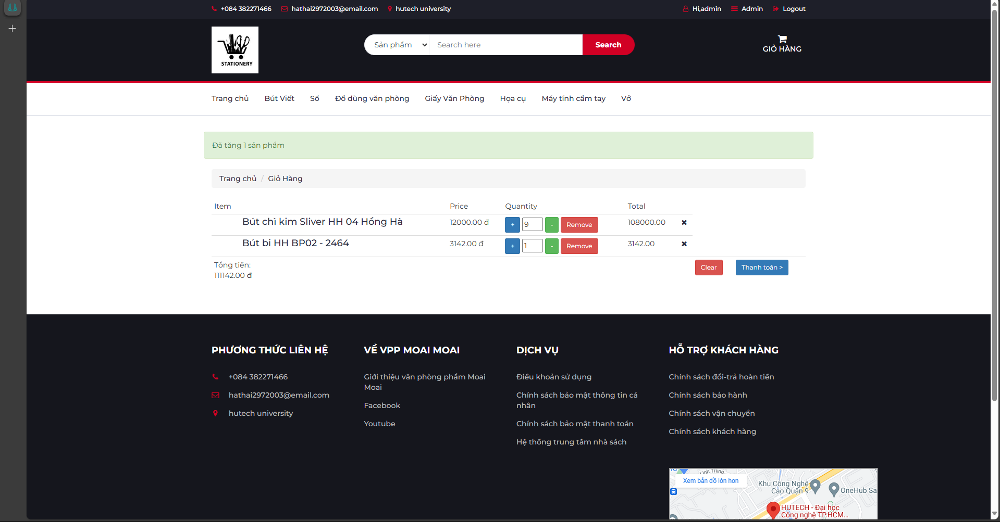 +084 382271466 hathai2972003@email.com hutech university Hi,admin Admin Logout
STATIONERY
Sản phẩm Search here Search
GIỎ HÀNG
Trang chủ Bút Viết Sổ Đồ dùng văn phòng Giấy Văn Phòng Họa cụ Máy tính cầm tay Vở
Đã tăng 1 sản phẩm
Trang chủ / Giỏ Hàng
Item Price Quantity Total
Bút chì kim Sliver HH 04 Hồng Hà 12000.00 đ + 9 - Remove 108000.00 ✖
Bút bi HH BP02 - 2464 3142.00 đ + 1 - Remove 3142.00 ✖
Tổng tiền:
111142.00 đ
Clear Thanh toán >
PHƯƠNG THỨC LIÊN HỆ
+084 382271466
hathai2972003@email.com
hutech university
VỀ VPP MOAI MOAI
Giới thiệu văn phòng phẩm Moai
Moai
Facebook
Youtube
DỊCH VỤ
Điều khoản sử dụng
Chính sách bảo mật thông tin cá
nhân
Chính sách bảo mật thanh toán
Hệ thống trung tâm nhà sách
HỖ TRỢ KHÁCH HÀNG
Chính sách đổi-trả hoàn tiền
Chính sách bảo hành
Chính sách vận chuyển
Chính sách khách hàng
Linh Trung
Xem bản đồ lớn hơn
Khu Công Nghệ
Cao Quận 9
OneHub Sa
HUTECH - Đại học
Công nghệ TP.HCM...